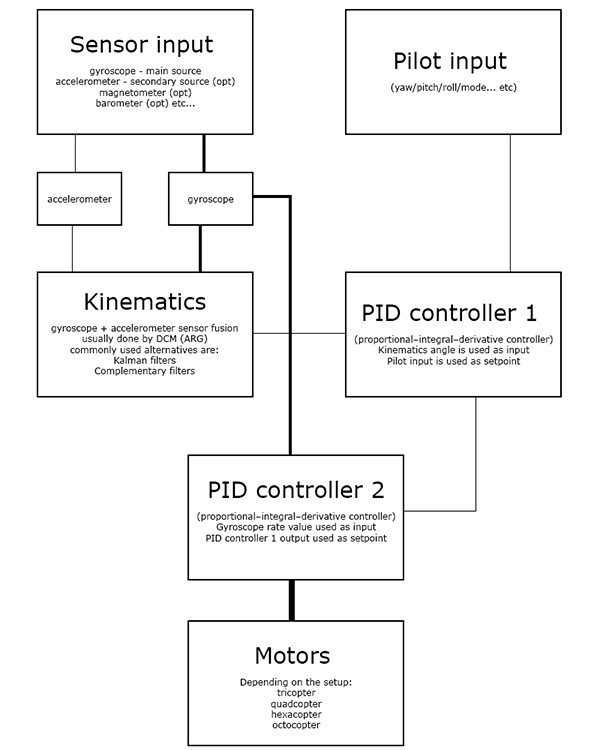 Sensor input
gyroscope - main source
accelerometer - secondary source (opt)
magnetometer (opt)
barometer (opt) etc...
Pilot input
(yaw/pitch/roll/mode... etc)
accelerometer
gyroscope
Kinematics
gyroscope + accelerometer sensor fusion
usually done by DCM (ARG)
commonly used alternatives are:
Kalman filters
Complementary filters
PID controller 1
(proportional–integral–derivative controller)
Kinematics angle is used as input
Pilot input is used as setpoint
PID controller 2
(proportional–integral–derivative controller)
Gyroscope rate value used as input
PID controller 1 output used as setpoint
Motors
Depending on the setup:
tricopter
quadcopter
hexacopter
octocopter